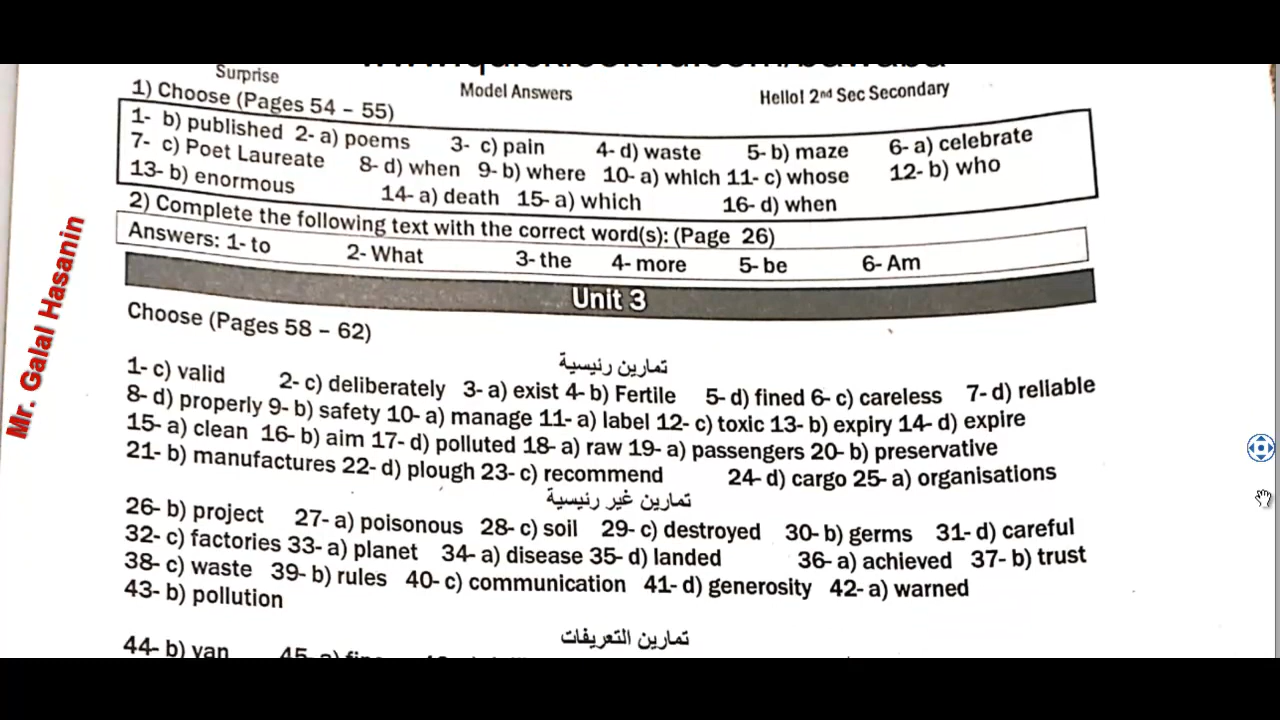 Surprise Model Answers Hello! 2nd Sec Secondary
1) Choose (Pages 54 – 55)
1- b) published 2- a) poems 3- c) pain 4- d) waste 5- b) maze 6- a) celebrate
7- c) Poet Laureate 8- d) when 9- b) where 10- a) which 11- c) whose 12- b) who
13- b) enormous 14- a) death 15- a) which 16- d) when
2) Complete the following text with the correct word(s): (Page 26)
Answers: 1- to 2- What 3- the 4- more 5- be 6- Am
Unit 3
Choose (Pages 58 – 62)
تمارين رئيسية
1- c) valid 2- c) deliberately 3- a) exist 4- b) Fertile 5- d) fined 6- c) careless 7- d) reliable
8- d) properly 9- b) safety 10- a) manage 11- a) label 12- c) toxic 13- b) expiry 14- d) expire
15- a) clean 16- b) aim 17- d) polluted 18- a) raw 19- a) passengers 20- b) preservative
21- b) manufactures 22- d) plough 23- c) recommend 24- d) cargo 25- a) organisations
تمارين غير رئيسية
26- b) project 27- a) poisonous 28- c) soil 29- c) destroyed 30- b) germs 31- d) careful
32- c) factories 33- a) planet 34- a) disease 35- d) landed 36- a) achieved 37- b) trust
38- c) waste 39- b) rules 40- c) communication 41- d) generosity 42- a) warned
43- b) pollution
تمارين التعريفات
44- b) van 45- a)
Mr. Galal Hasanin